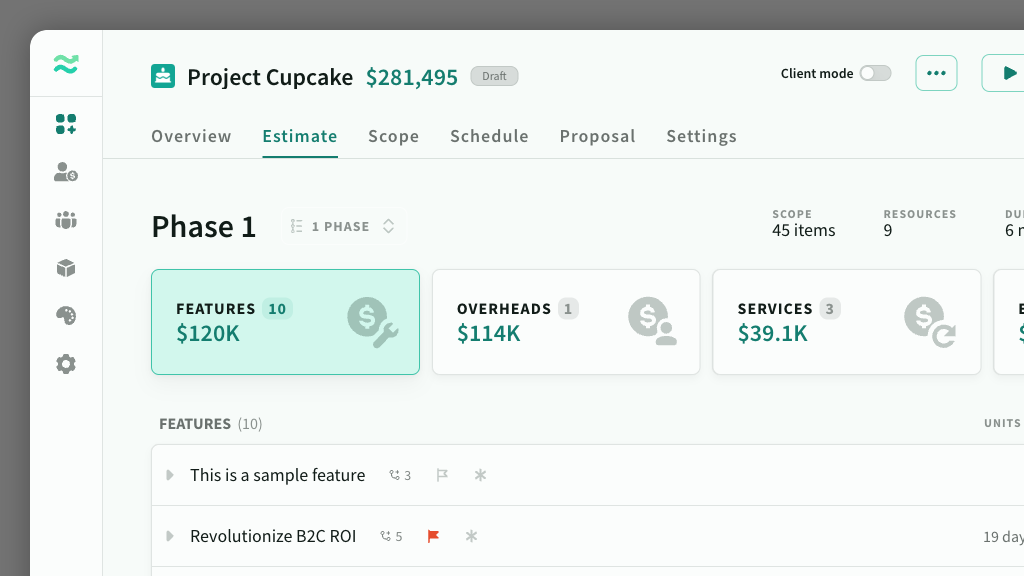 Project Cupcake $281,495 Draft
Client mode
Overview Estimate Scope Schedule Proposal Settings
Phase 1 1 PHASE
SCOPE RESOURCES
45 items 9 6
FEATURES 10 OVERHEADS 1 SERVICES 3
$120K $114K $39.1K
FEATURES (10) UNITS
This is a sample feature 3
Revolutionize B2C ROI 5 19 day